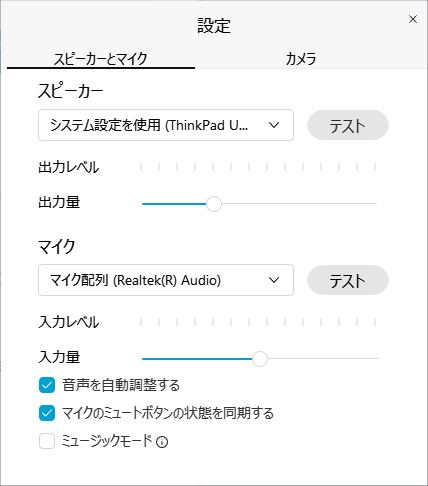 設定
スピーカーとマイク
カメラ
スピーカー
システム設定を使用 (ThinkPad U...
テスト
出力レベル
出力量
マイク
マイク配列 (Realtek(R) Audio)
テスト
入力レベル
入力量
音声を自動調整する
マイクのミュートボタンの状態を同期する
ミュージックモード